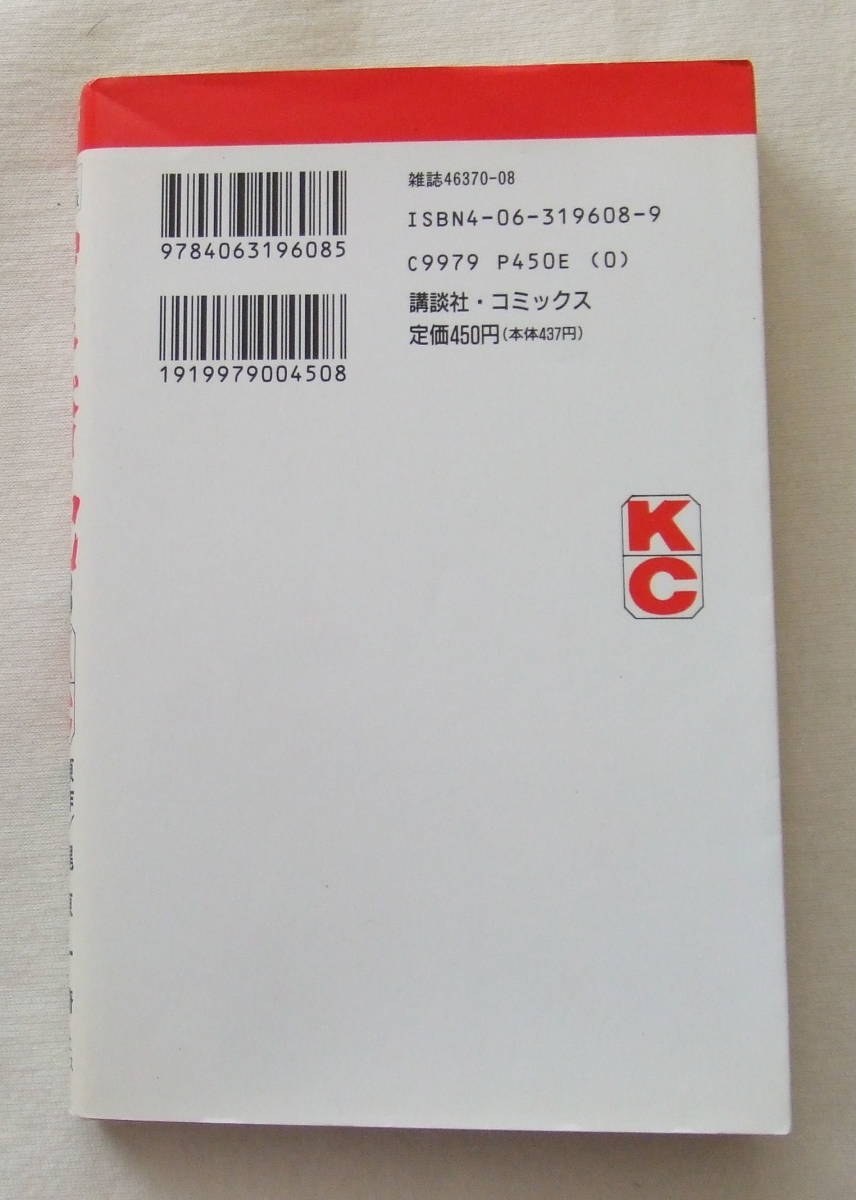 雑誌46370-08
ISBN4-06-319608-9
C9979 P450E (0)
講談社・コミックス
定価450円(本体437円)
9784063196085
1919979004508
K
C